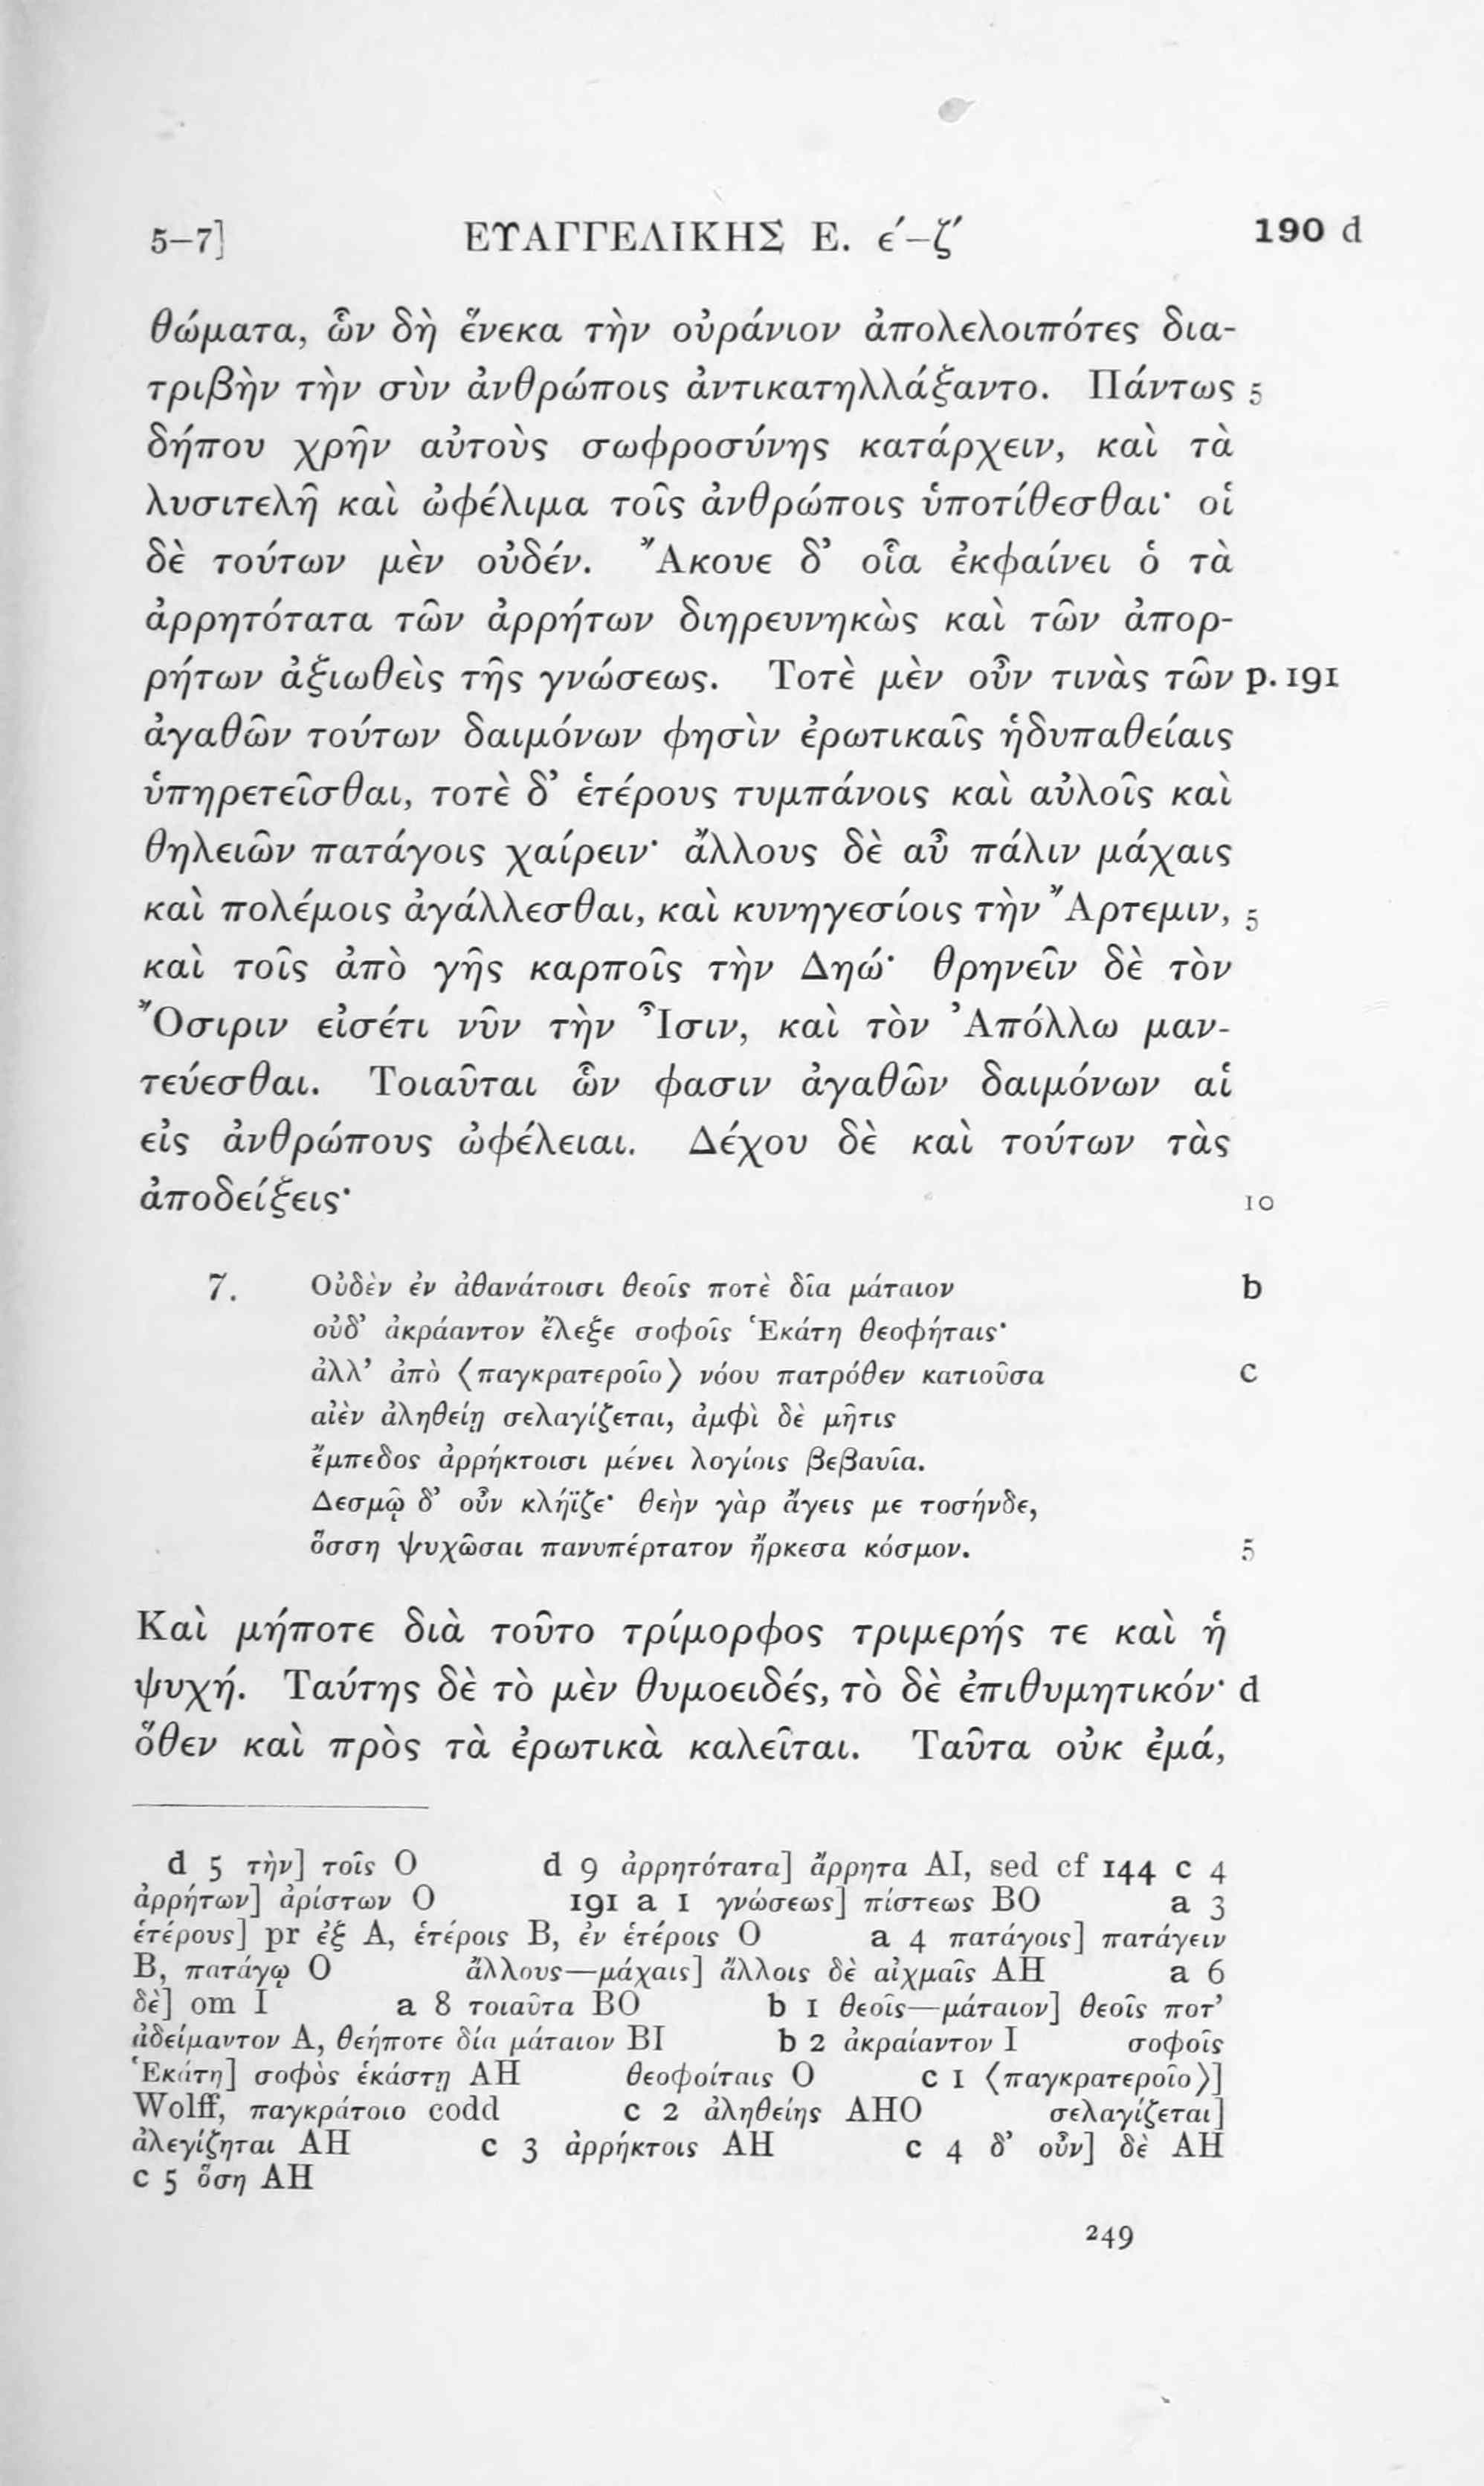 5–7] ΕΥΑΓΓΕΛΙΚΗΣ Ε. ε´–ζ´ 190 d
θώματα, ὧν δὴ ἕνεκα τὴν οὐράνιον ἀπολελοιπότες δια-
τριβὴν τὴν σὺν ἀνθρώποις ἀντικατηλλάξαντο. Πάντως 5
δήπου χρῆν αὐτοὺς σωφροσύνης κατάρχειν, καὶ τὰ
λυσιτελῆ καὶ ὠφέλιμα τοῖς ἀνθρώποις ὑποτίθεσθαι· οἱ
δὲ τούτων μὲν οὐδέν. Ἄκουε δ’ οἷα ἐκφαίνει ὁ τὰ
ἀρρητότατα τῶν ἀρρήτων διηρευνηκὼς καὶ τῶν ἀπορ-
ρήτων ἀξιωθεὶς τῆς γνώσεως. Τοτὲ μὲν οὖν τινὰς τῶν p. 191
ἀγαθῶν τούτων δαιμόνων φησὶν ἐρωτικαῖς ἡδυπαθείαις
ὑπηρετεῖσθαι, τοτὲ δ’ ἑτέρους τυμπάνοις καὶ αὐλοῖς καὶ
θηλειῶν πατάγοις χαίρειν· ἄλλους δὲ αὖ πάλιν μάχαις
καὶ πολέμοις ἀγάλλεσθαι, καὶ κυνηγεσίοις τὴν Ἄρτεμιν, 5
καὶ τοῖς ἀπὸ γῆς καρποῖς τὴν Δηώ· θρηνεῖν δὲ τὸν
Ὄσιριν εἰσέτι νῦν τὴν Ἶσιν, καὶ τὸν Ἀπόλλω μαν-
τεύεσθαι. Τοιαῦται ὧν φασιν ἀγαθῶν δαιμόνων αἱ
εἰς ἀνθρώπους ὠφέλειαι. Δέχου δὲ καὶ τούτων τὰς
ἀποδείξεις· 10
7. Οὐδὲν ἐν ἀθανάτοισι θεοῖς ποτὲ δῖα μάταιον b
οὐδ’ ἀκράαντον ἔλεξε σοφοῖς Ἑκάτη θεοφήταις·
ἀλλ’ ἀπὸ ⟨παγκρατεροῖο⟩ νόου πατρόθεν κατιοῦσα c
αἰὲν ἀληθείῃ σελαγίζεται, ἀμφὶ δὲ μῆτις
ἔμπεδος ἀρρήκτοισι μένει λογίοις βεβαυῖα.
Δεσμῷ δ’ οὖν κλήϊζε· θεὴν γὰρ ἄγεις με τοσήνδε,
ὅσση ψυχῶσαι πανυπέρτατον ἤρκεσα κόσμον. 5
Καὶ μήποτε διὰ τοῦτο τρίμορφος τριμερής τε καὶ ἡ
ψυχή. Ταύτης δὲ τὸ μὲν θυμοειδές, τὸ δὲ ἐπιθυμητικόν· d
ὅθεν καὶ πρὸς τὰ ἐρωτικὰ καλεῖται. Ταῦτα οὐκ ἐμά,
d 5 τὴν] τοῖς O d 9 ἀρρητότατα] ἄρρητα AI, sed cf 144 c 4
ἀρρήτων] ἀρίστων O 191 a 1 γνώσεως] πίστεως BO a 3
ἑτέρους] pr ἐξ A, ἑτέροις B, ἐν ἑτέροις O a 4 πατάγοις] πατάγειν
B, πατάγῳ O ἄλλους—μάχαις] ἄλλοις δὲ αἰχμαῖς AH a 6
δὲ] om I a 8 τοιαῦτα BO b 1 θεοῖς—μάταιον] θεοῖς ποτ’
ἀδείμαντον A, θεήποτε δία μάταιον BI b 2 ἀκραίαντον I σοφοῖς
Ἑκάτη] σοφὸς ἑκάστῃ AH θεοφοίταις O c 1 ⟨παγκρατεροῖο⟩]
Wolff, παγκράτοιο codd c 2 ἀληθείης AHO σελαγίζεται]
ἀλεγίζηται AH c 3 ἀρρήκτοις AH c 4 δ’ οὖν] δὲ AH
c 5 ὅση AH
249